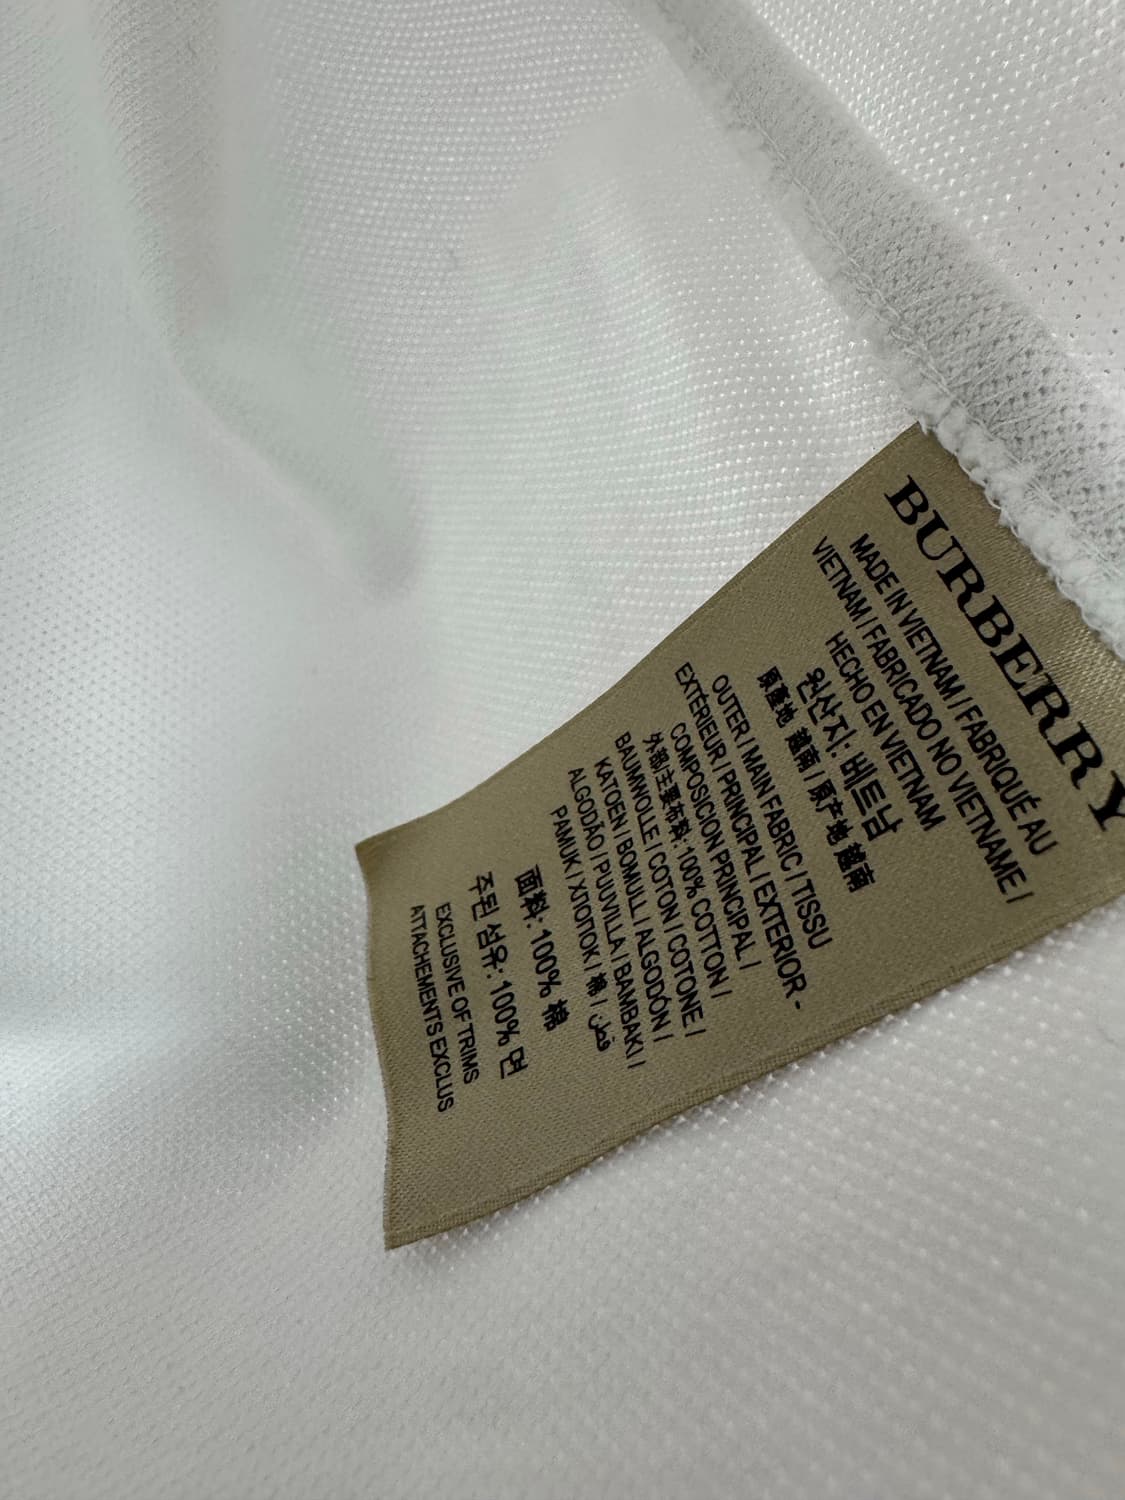 BURBERRY
MADE IN VIETNAM / FABRIQUÉ AU
VIETNAM / FABRICADO NO VIETNAME /
HECHO EN VIETNAM
원산지: 베트남
原產地 越南 / 原产地 越南
OUTER / MAIN FABRIC / TISSU
EXTÉRIEUR / PRINCIPAL / EXTERIOR -
COMPOSICION PRINCIPAL /
外部/主要布料: 100% COTTON /
BAUMWOLLE / COTON / COTONE /
KATOEN / BOMULL / ALGODÓN /
ALGODÃO / PUUVILLA / BAMBAKI /
PAMUK / ХЛОПОК / 棉 / قطن
面料: 100% 棉
주된 섬유: 100% 면
EXCLUSIVE OF TRIMS
ATTACHEMENTS EXCLUS